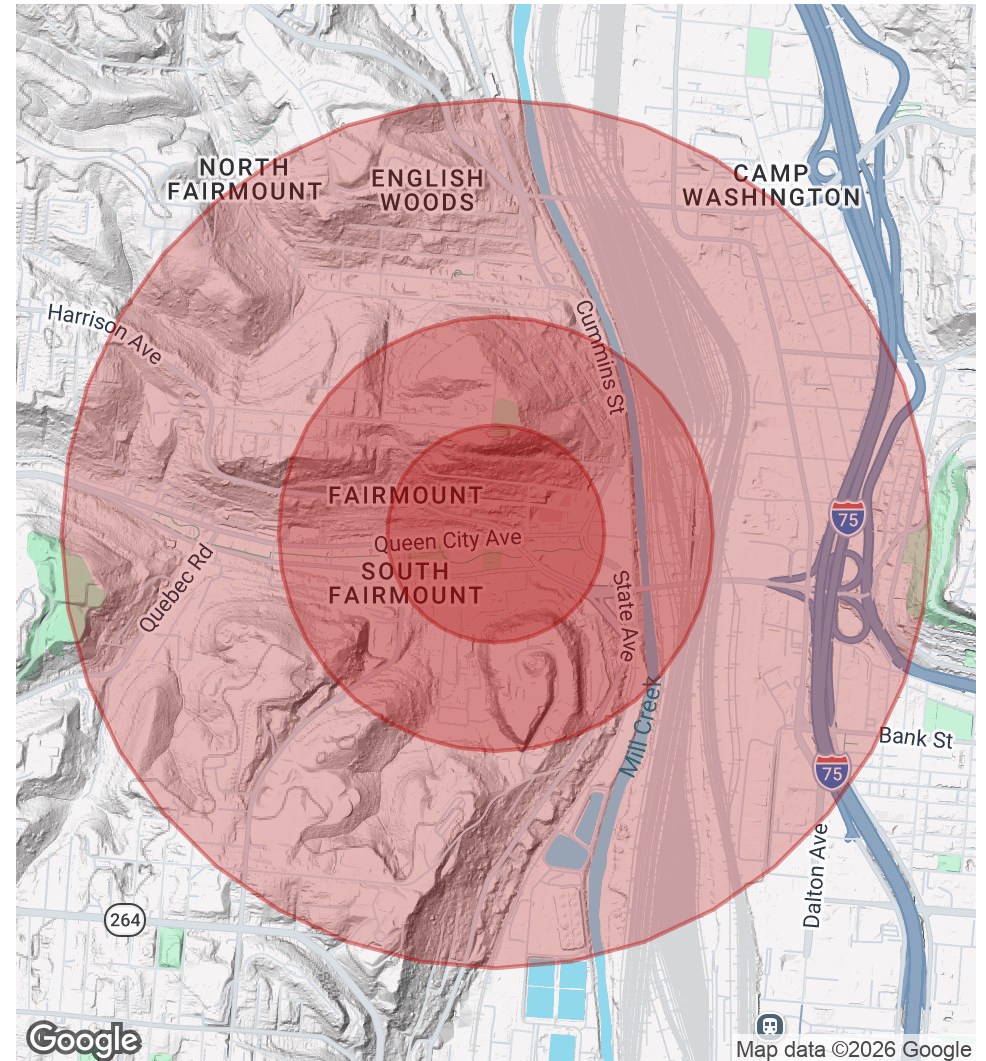 NORTH
FAIRMOUNT
ENGLISH
WOODS
CAMP
WASHINGTON
Harrison Ave
Cummins St
FAIRMOUNT
75
Queen City Ave
SOUTH
FAIRMOUNT
Quebec Rd
State Ave
Mill Creek
Bank St
75
Dalton Ave
264
Google
Map data ©2026 Google